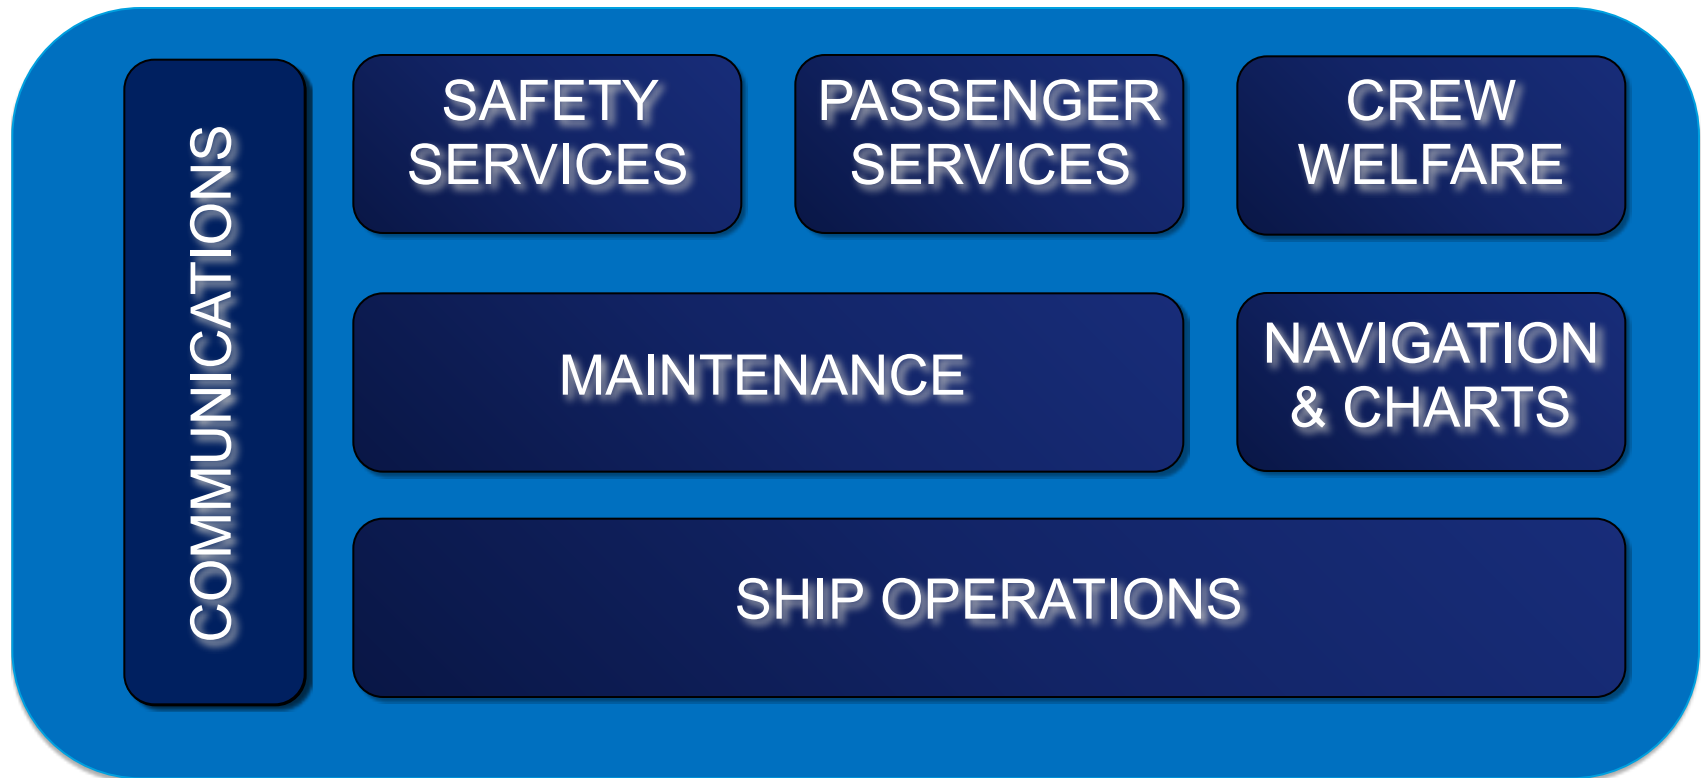 COMMUNICATIONS
SAFETY
SERVICES
PASSENGER
SERVICES
CREW
WELFARE
MAINTENANCE
NAVIGATION
& CHARTS
SHIP OPERATIONS